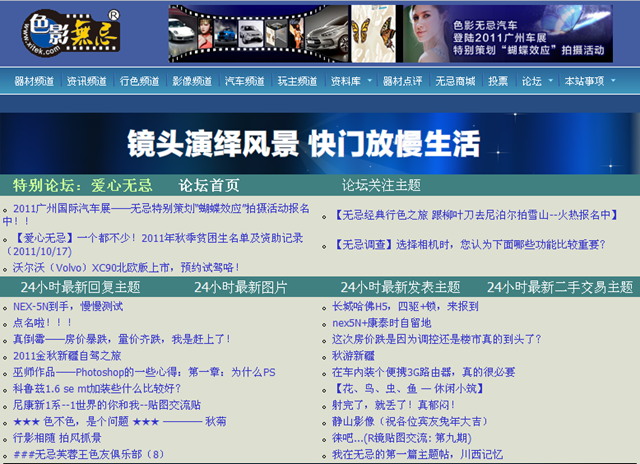 色影無忌®
www.xitek.com
色影无忌汽车
登陆2011广州车展
特别策划“蝴蝶效应”拍摄活动
器材频道 资讯频道 行色频道 影像频道 汽车频道 玩主频道 资料库 器材点评 无忌商城 投票 论坛 本站事项
镜头演绎风景 快门放慢生活
特别论坛：爱心无忌 论坛首页 论坛关注主题
2011广州国际汽车展——无忌特别策划"蝴蝶效应"拍摄活动报名中！！
【爱心无忌】一个都不少！2011年秋季贫困生名单及资助记录
（2011/10/17)
沃尔沃（Volvo）XC90北欧版上市，预约试驾咯！
【无忌经典行色之旅 跟柳叶刀去尼泊尔拍雪山--火热报名中】
【无忌调查】选择相机时，您认为下面哪些功能比较重要？
24小时最新回复主题 24小时最新图片 24小时最新发表主题 24小时最新二手交易主题
NEX-5N到手，慢慢测试
点名啦！！！
真倒霉——房价暴跌，量价齐跌，我是赶上了！
2011金秋新疆自驾之旅
巫师作品——Photoshop的一些心得：第一章：为什么PS
科鲁兹1.6 se mt加装些什么比较好？
尼康新1系--1世界的你和我--贴图交流贴
★★★ 色不色，是个问题 ★★★ ———— 秋菊
行影相随 拍风抓景
###无忌芙蓉王色友俱乐部（8）
长城哈佛H5，四驱+锁，来报到
nex5N+康泰时自留地
这次房价跌是因为调控还是楼市真的到头了？
秋游新疆
在车内装个便携3G路由器，真的很必要
【花、鸟、虫、鱼 — 休闲小筑】
射完了，就丢了！真郁闷！
静山影像（祝各位宾友兔年大吉）
徕吧...(R镜贴图交流：第九期)
我在无忌的第一篇主题帖，川西记忆